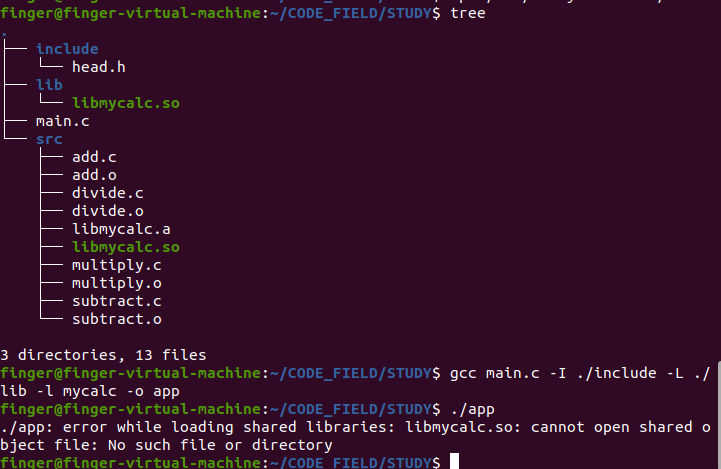 finger@finger-virtual-machine:~/CODE_FIELD/STUDY$ tree
.
├── include
│   └── head.h
├── lib
│   └── libmycalc.so
├── main.c
└── src
    ├── add.c
    ├── add.o
    ├── divide.c
    ├── divide.o
    ├── libmycalc.a
    ├── libmycalc.so
    ├── multiply.c
    ├── multiply.o
    ├── subtract.c
    └── subtract.o
3 directories, 13 files
finger@finger-virtual-machine:~/CODE_FIELD/STUDY$ gcc main.c -I ./include -L ./
lib -l mycalc -o app
finger@finger-virtual-machine:~/CODE_FIELD/STUDY$ ./app
./app: error while loading shared libraries: libmycalc.so: cannot open shared o
bject file: No such file or directory
finger@finger-virtual-machine:~/CODE_FIELD/STUDY$